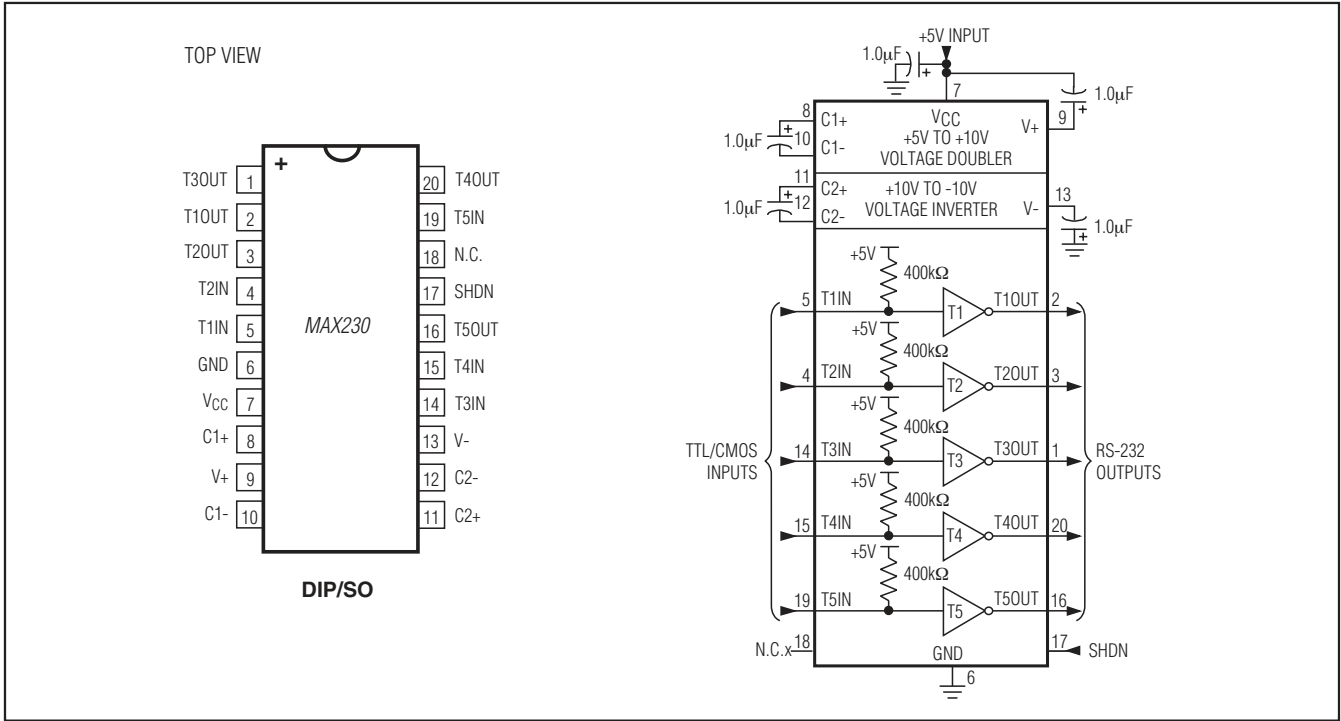 TOP VIEW
+
MAX230
T3OUT 1
T1OUT 2
T2OUT 3
T2IN 4
T1IN 5
GND 6
VCC 7
C1+ 8
V+ 9
C1- 10
20 T4OUT
19 T5IN
18 N.C.
17 SHDN
16 T5OUT
15 T4IN
14 T3IN
13 V-
12 C2-
11 C2+
DIP/SO
+5V INPUT
1.0µF
+
7
1.0µF
+
8 C1+
1.0µF
+
10 C1-
VCC
+5V TO +10V
VOLTAGE DOUBLER
V+ 9
11 C2+
1.0µF
+
12 C2-
+10V TO -10V
VOLTAGE INVERTER
V- 13
1.0µF
+
+5V
400kΩ
5 T1IN T1 T1OUT 2
+5V
400kΩ
4 T2IN T2 T2OUT 3
+5V
400kΩ
14 T3IN T3 T3OUT 1
+5V
400kΩ
15 T4IN T4 T4OUT 20
+5V
400kΩ
19 T5IN T5 T5OUT 16
TTL/CMOS
INPUTS
RS-232
OUTPUTS
N.C.x 18
GND
6
17 SHDN